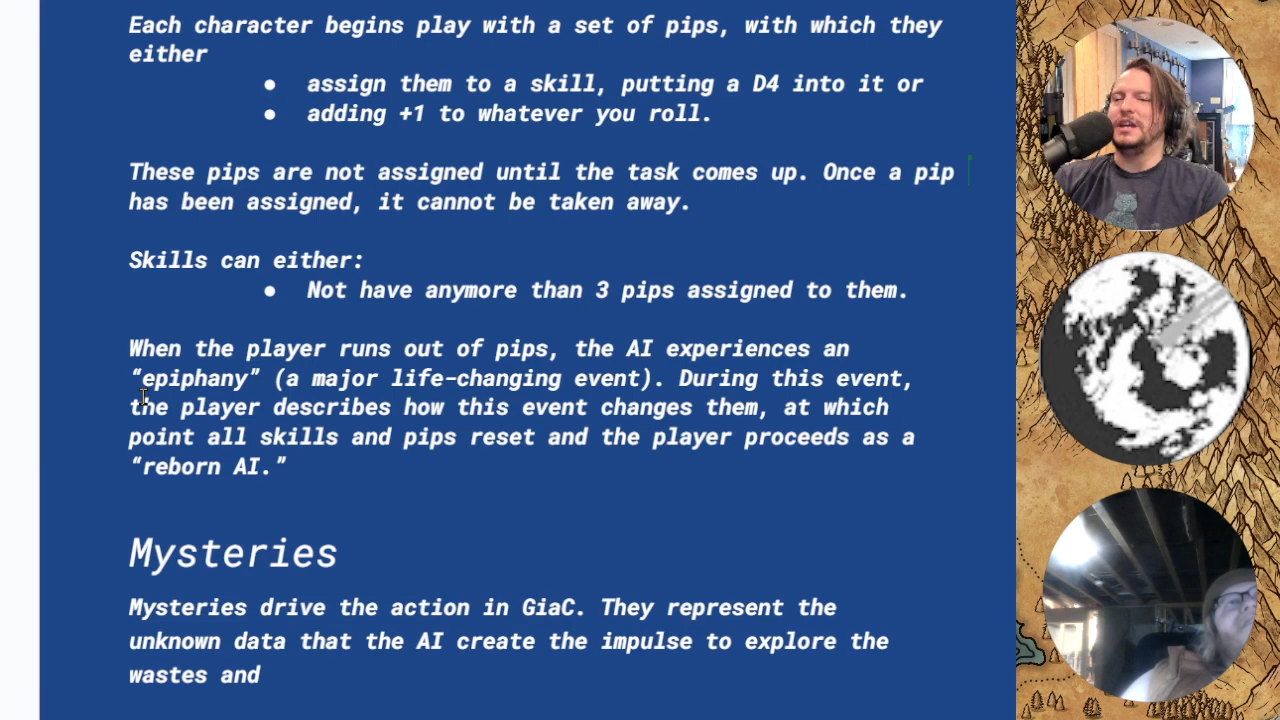 Each character begins play with a set of pips, with which they
either
● assign them to a skill, putting a D4 into it or
● adding +1 to whatever you roll.
These pips are not assigned until the task comes up. Once a pip
has been assigned, it cannot be taken away.
Skills can either:
● Not have anymore than 3 pips assigned to them.
When the player runs out of pips, the AI experiences an
“epiphany” (a major life-changing event). During this event,
the player describes how this event changes them, at which
point all skills and pips reset and the player proceeds as a
“reborn AI.”
Mysteries
Mysteries drive the action in GiaC. They represent the
unknown data that the AI create the impulse to explore the
wastes and